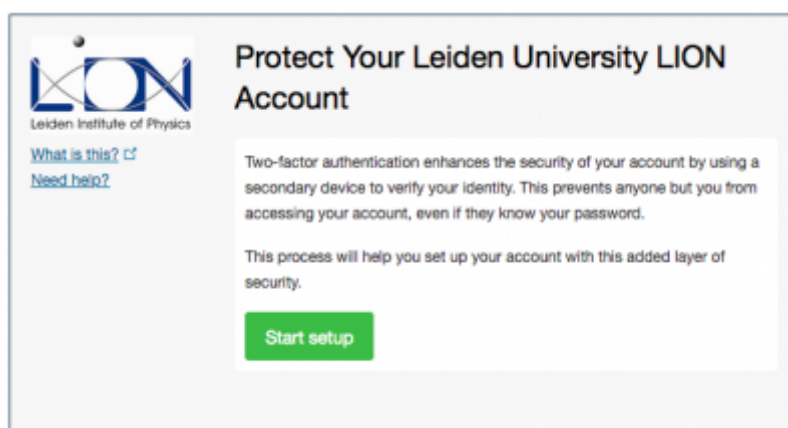 LION
Leiden Institute of Physics
What is this?
Need help?
Protect Your Leiden University LION
Account
Two-factor authentication enhances the security of your account by using a
secondary device to verify your identity. This prevents anyone but you from
accessing your account, even if they know your password.
This process will help you set up your account with this added layer of
security.
Start setup